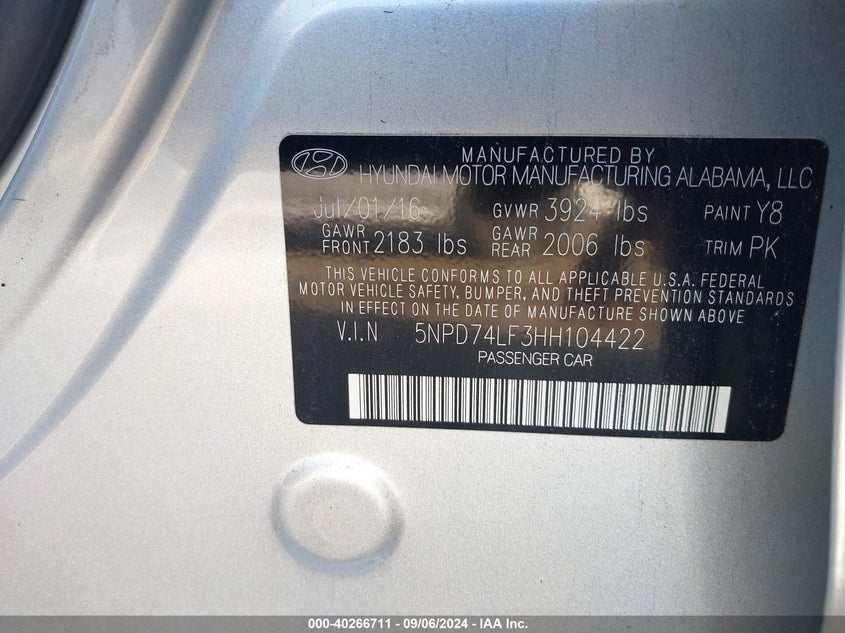 MANUFACTURED BY
HYUNDAI MOTOR MANUFACTURING ALABAMA, LLC
Jul/01/16 GVWR 3924 lbs PAINT Y8
GAWR FRONT 2183 lbs GAWR REAR 2006 lbs TRIM PK
THIS VEHICLE CONFORMS TO ALL APPLICABLE U.S.A. FEDERAL
MOTOR VEHICLE SAFETY, BUMPER, AND THEFT PREVENTION STANDARDS
IN EFFECT ON THE DATE OF MANUFACTURE SHOWN ABOVE
V.I.N 5NPD74LF3HH104422
PASSENGER CAR
000-40266711 - 09/06/2024 - IAA Inc.